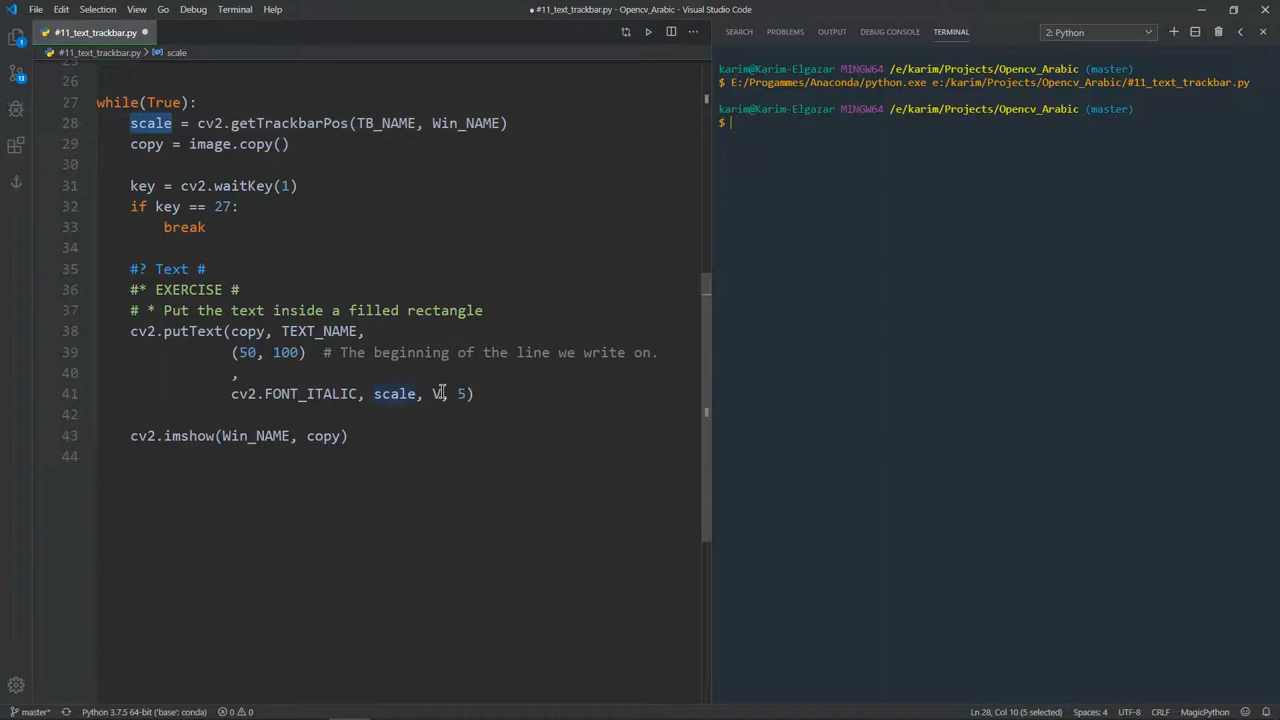 File Edit Selection View Go Debug Terminal Help
● #11_text_trackbar.py - Opencv_Arabic - Visual Studio Code
#11_text_trackbar.py
#11_text_trackbar.py > scale
25
26
27 while(True):
28 scale = cv2.getTrackbarPos(TB_NAME, Win_NAME)
29 copy = image.copy()
30
31 key = cv2.waitKey(1)
32 if key == 27:
33 break
34
35 #? Text #
36 #* EXERCISE #
37 # * Put the text inside a filled rectangle
38 cv2.putText(copy, TEXT_NAME,
39 (50, 100)  # The beginning of the line we write on.
40 ,
41 cv2.FONT_ITALIC, scale, V, 5)
42
43 cv2.imshow(Win_NAME, copy)
44
SEARCH PROBLEMS OUTPUT DEBUG CONSOLE TERMINAL 2: Python
karim@Karim-Elgazar MINGW64 /e/karim/Projects/Opencv_Arabic (master)
$ E:/Progammes/Anaconda/python.exe e:/karim/Projects/Opencv_Arabic/#11_text_trackbar.py
karim@Karim-Elgazar MINGW64 /e/karim/Projects/Opencv_Arabic (master)
$
1
13
master* Python 3.7.5 64-bit ('base': conda) 0 0 Ln 28, Col 10 (5 selected) Spaces: 4 UTF-8 CRLF MagicPython